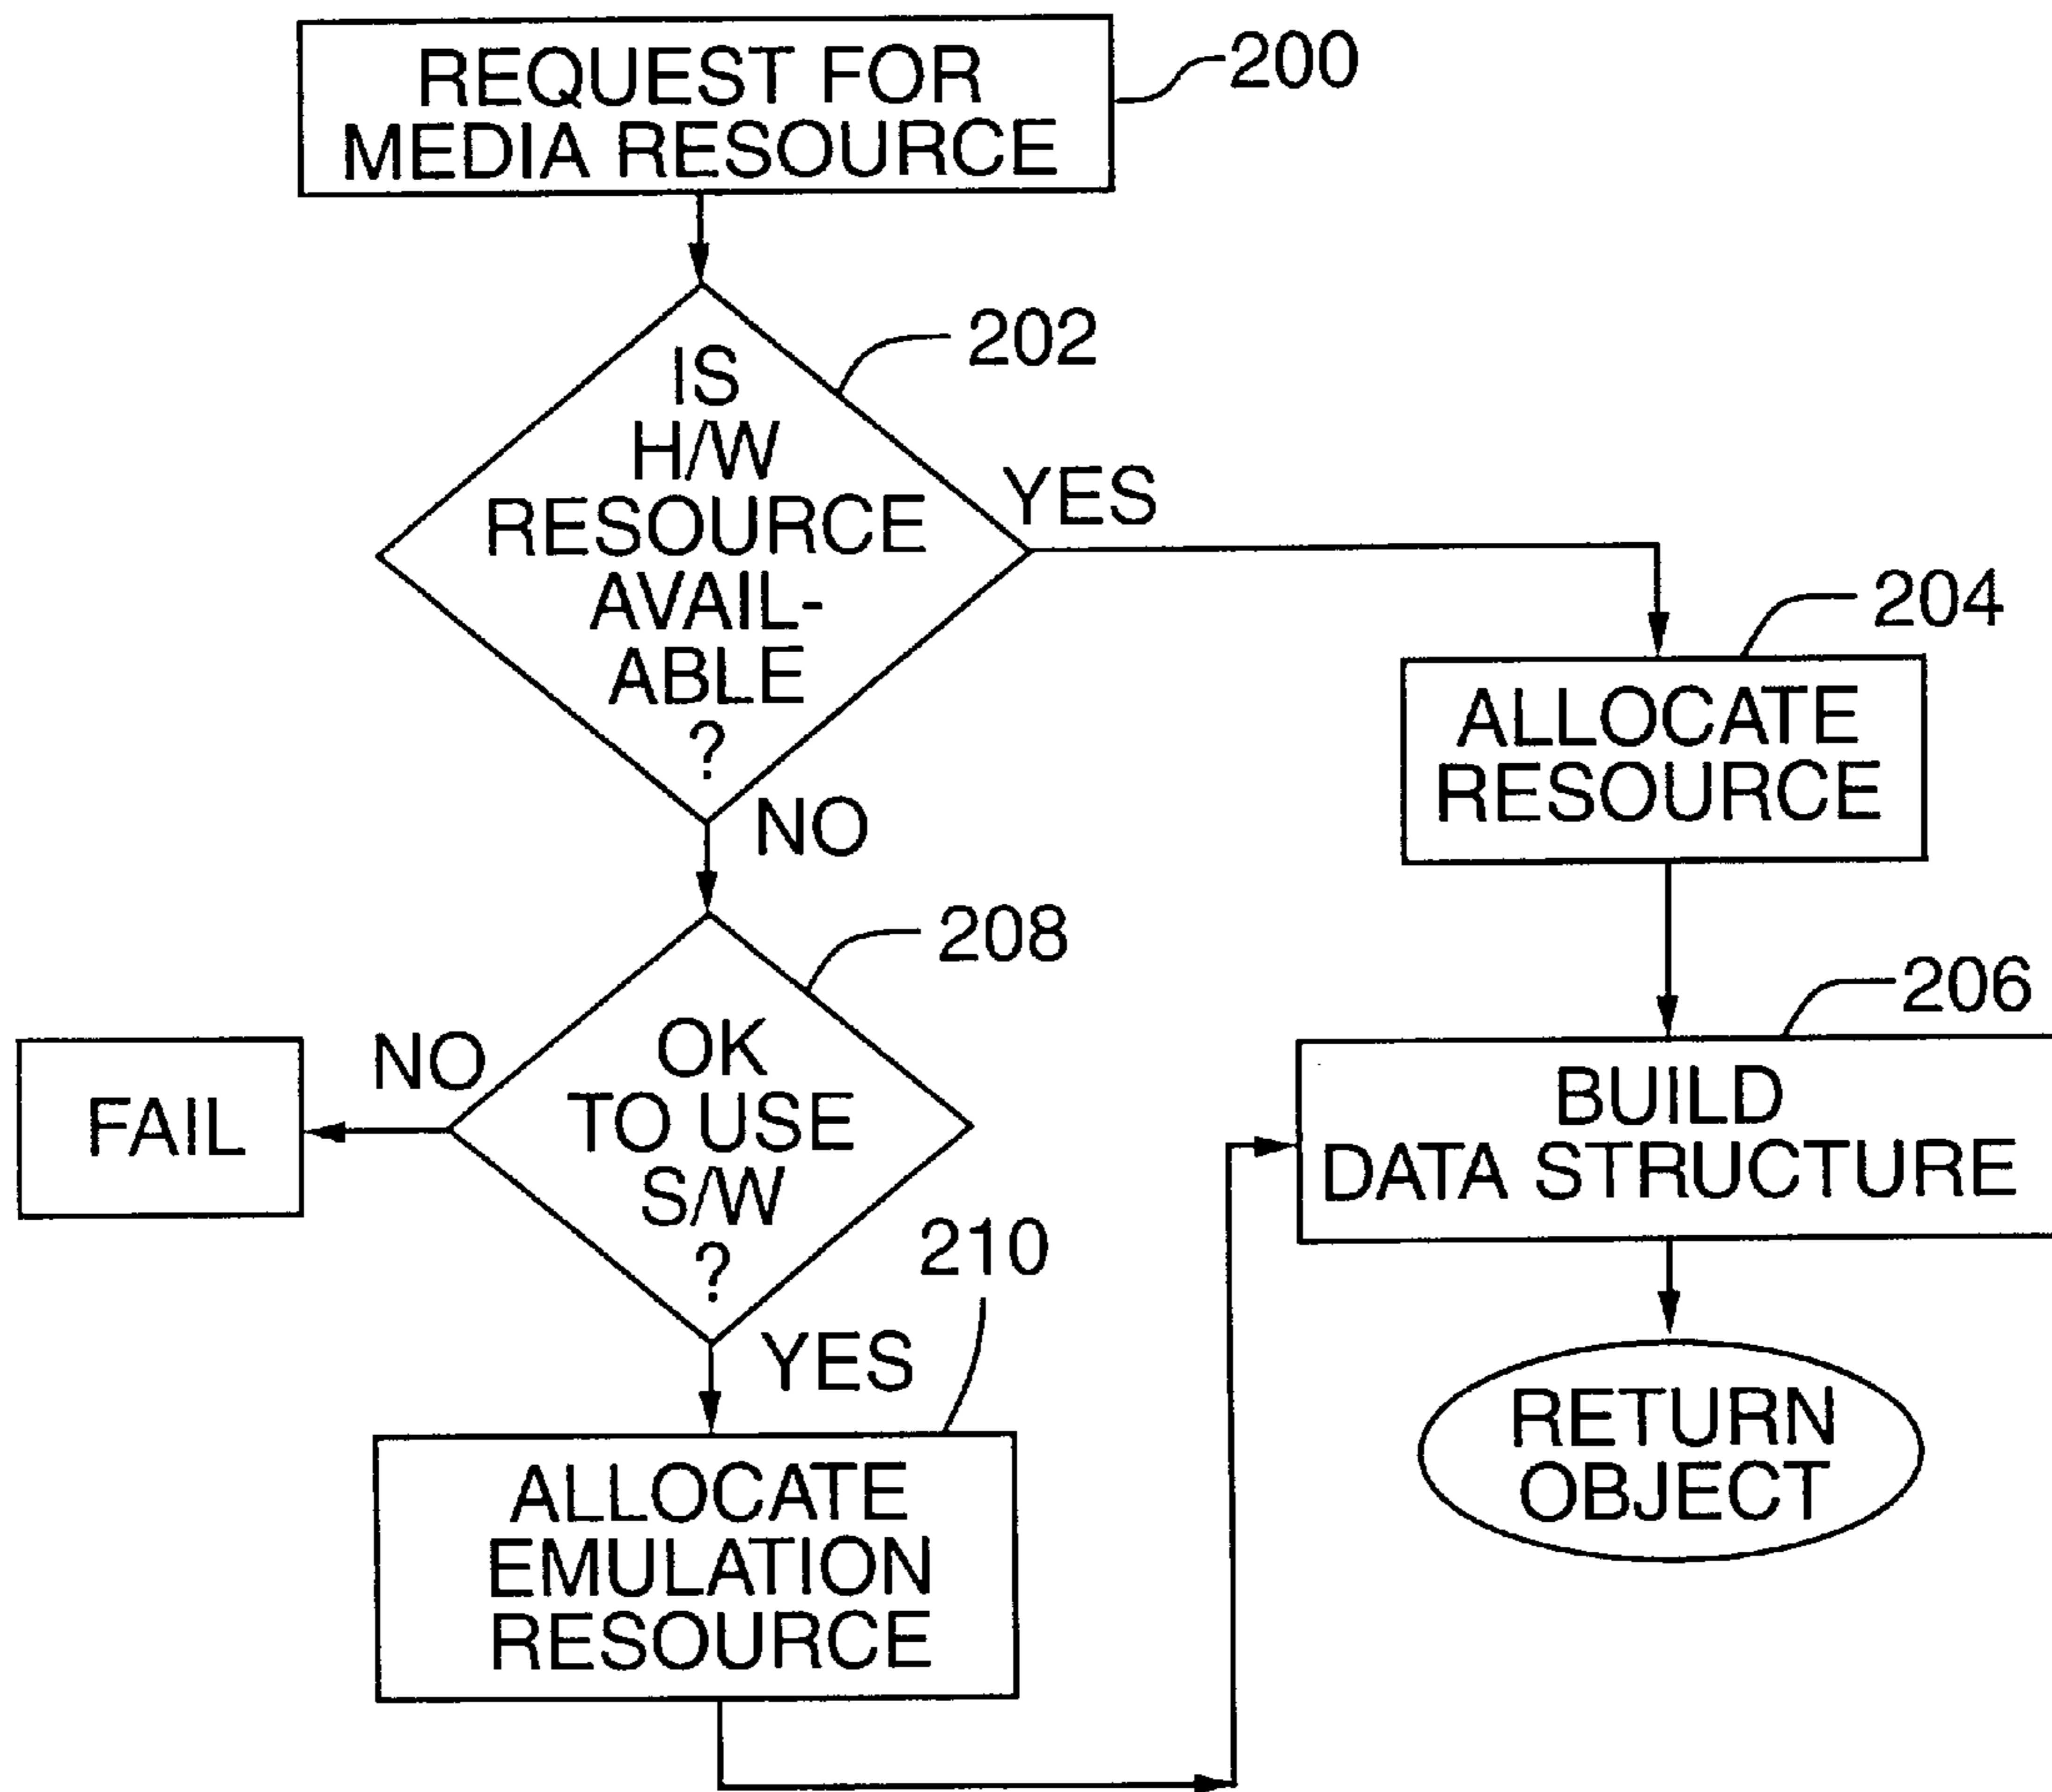 REQUEST FOR
MEDIA RESOURCE
200
202
IS
H/W
RESOURCE
AVAIL-
ABLE
?
YES
NO
204
ALLOCATE
RESOURCE
206
BUILD
DATA STRUCTURE
RETURN
OBJECT
208
OK
TO USE
S/W
?
NO
FAIL
YES
210
ALLOCATE
EMULATION
RESOURCE